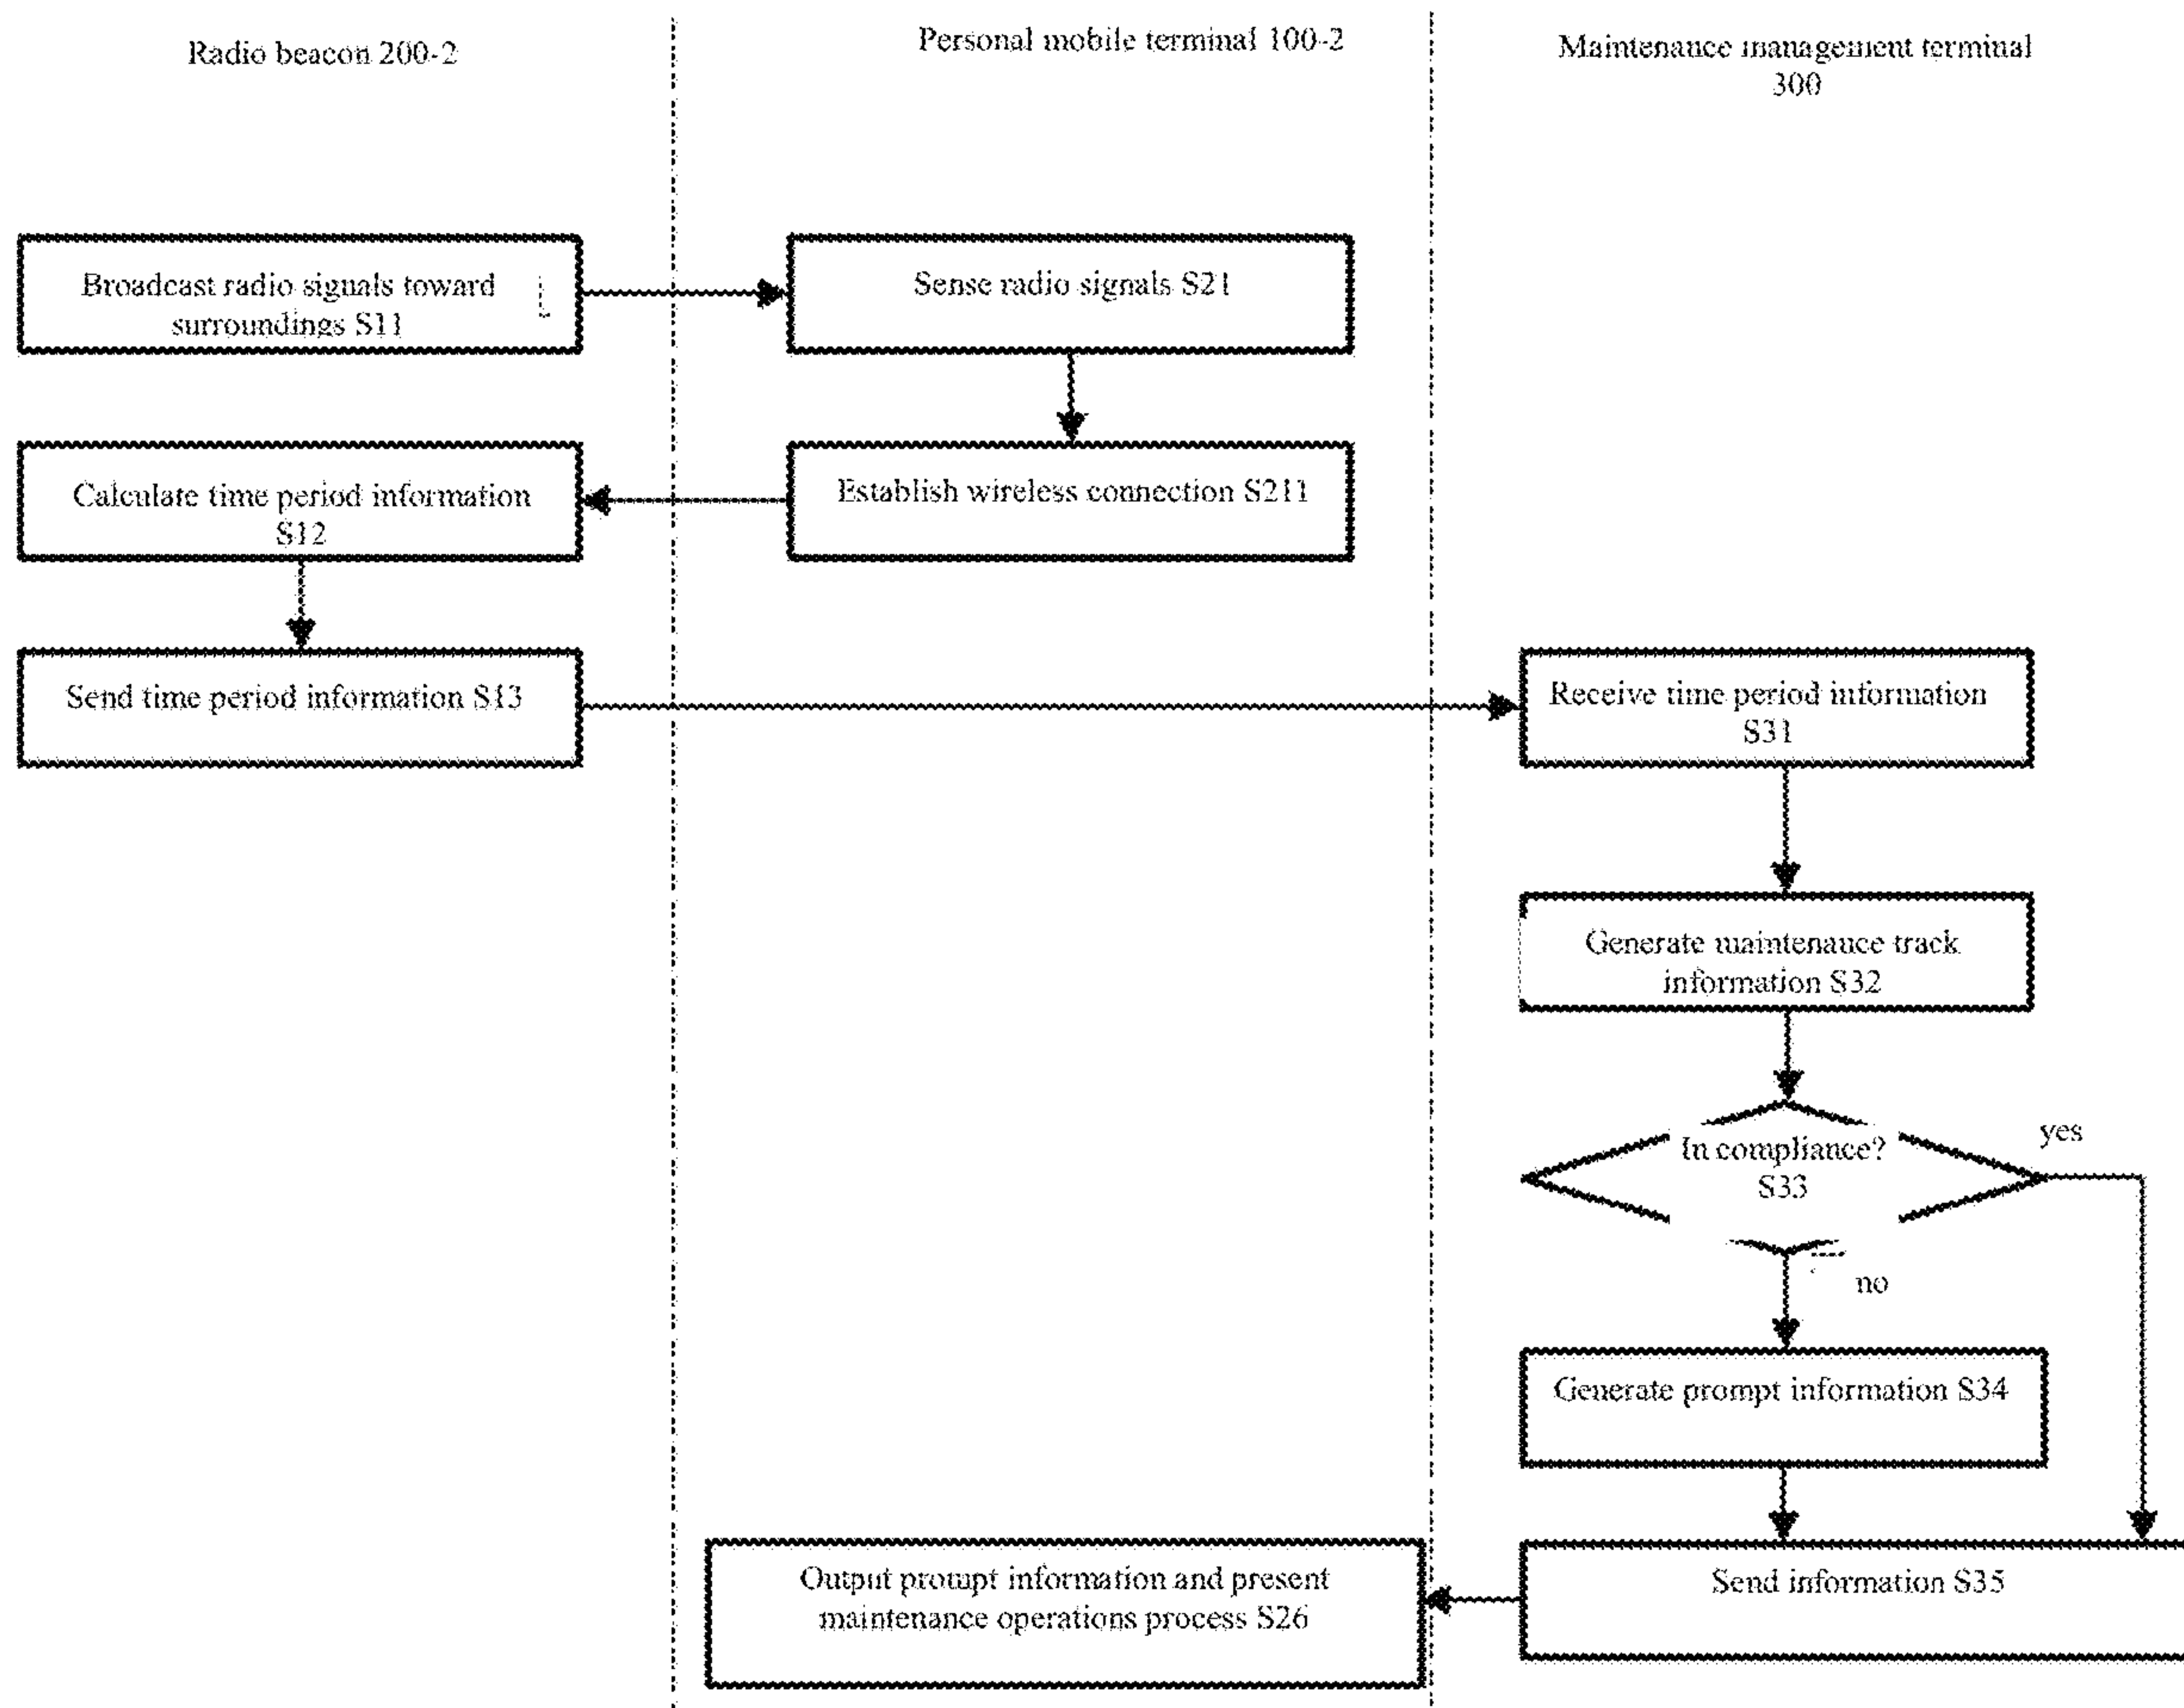 Radio beacon 200-2
Personal mobile terminal 100-2
Maintenance management terminal
300
Broadcast radio signals toward
surroundings S11
Sense radio signals S21
Calculate time period information
S12
Establish wireless connection S211
Send time period information S13
Receive time period information
S31
Generate maintenance track
information S32
In compliance?
S33
yes
no
Generate prompt information S34
Output prompt information and present
maintenance operations process S26
Send information S35